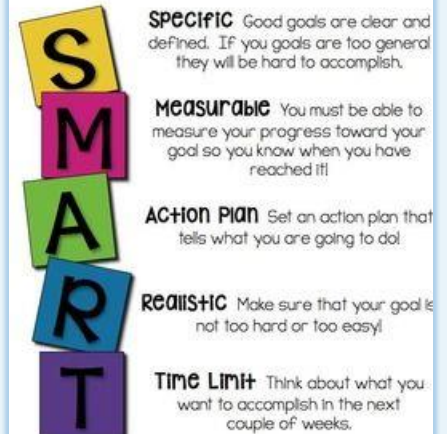 S
Specific Good goals are clear and
defined. If you goals are too general
they will be hard to accomplish.
M
Measurable You must be able to
measure your progress toward your
goal so you know when you have
reached it!
A
Action Plan Set an action plan that
tells what you are going to do!
R
Realistic Make sure that your goal is
not too hard or too easy!
T
Time Limit Think about what you
want to accomplish in the next
couple of weeks.